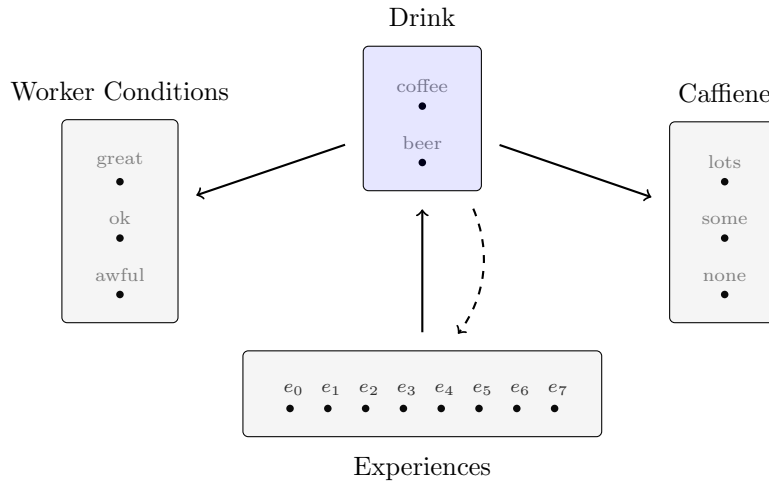 Drink
coffee
beer
Worker Conditions
great
ok
awful
Caffiene
lots
some
none
e₀ e₁ e₂ e₃ e₄ e₅ e₆ e₇
Experiences